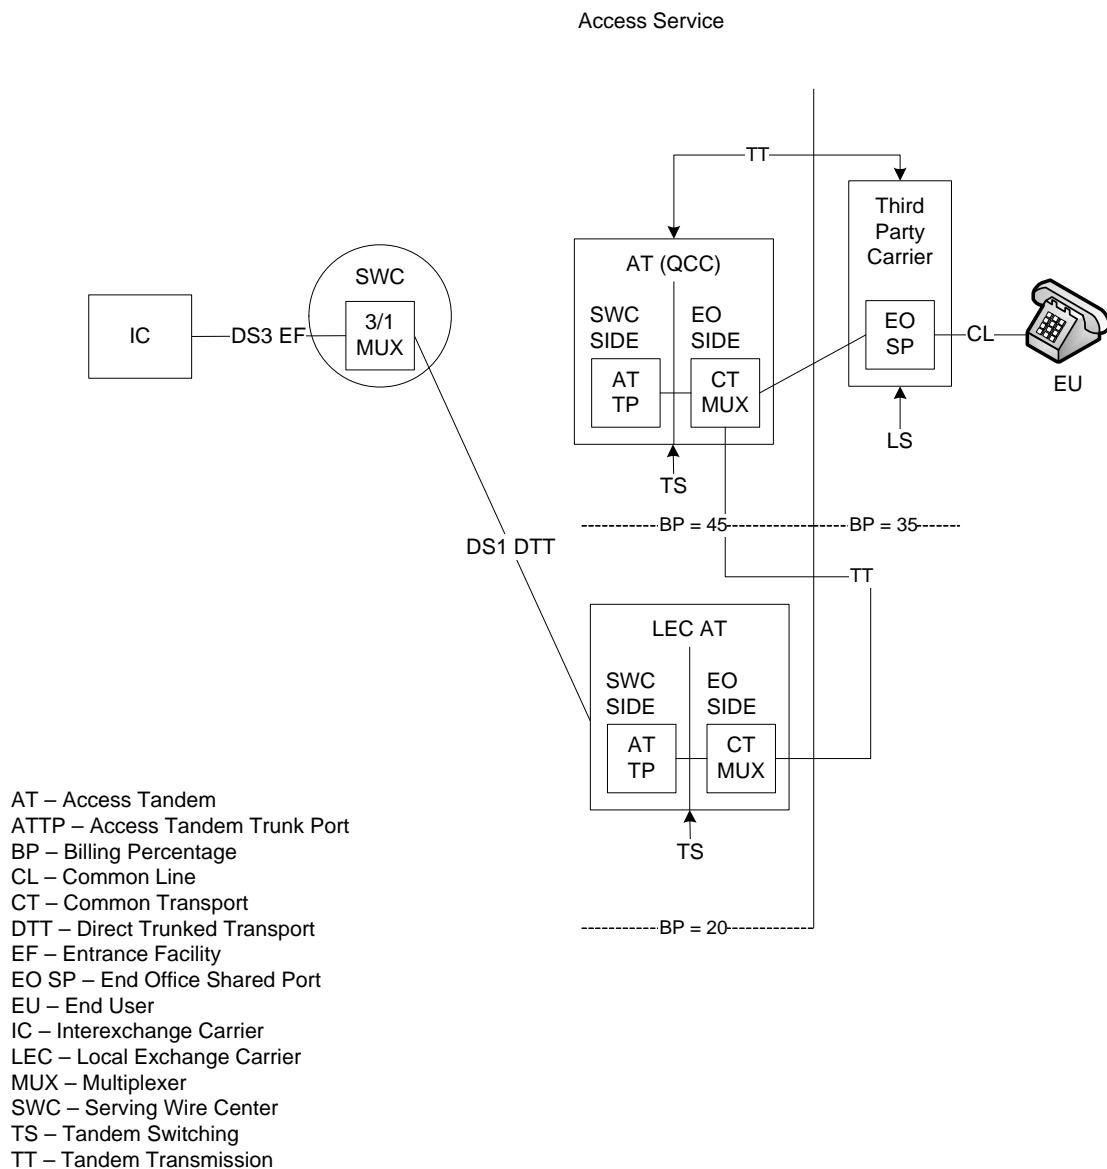 Access Service
TT
Third
Party
Carrier
AT (QCC)
SWC
SWC
SIDE
EO
SIDE
IC
DS3 EF
3/1
MUX
EO
SP
CL
EU
AT
TP
CT
MUX
LS
TS
BP = 45
BP = 35
DS1 DTT
TT
LEC AT
SWC
SIDE
EO
SIDE
AT
TP
CT
MUX
TS
BP = 20
AT – Access Tandem
ATTP – Access Tandem Trunk Port
BP – Billing Percentage
CL – Common Line
CT – Common Transport
DTT – Direct Trunked Transport
EF – Entrance Facility
EO SP – End Office Shared Port
EU – End User
IC – Interexchange Carrier
LEC – Local Exchange Carrier
MUX – Multiplexer
SWC – Serving Wire Center
TS – Tandem Switching
TT – Tandem Transmission